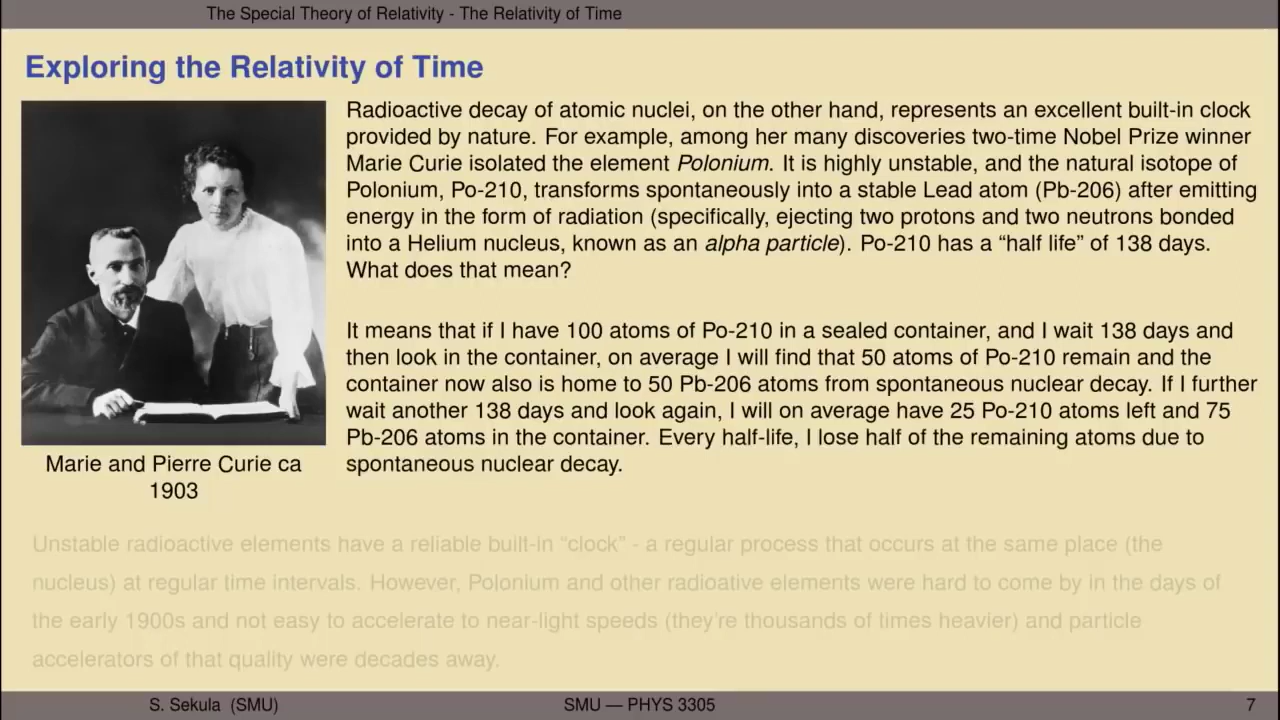 The Special Theory of Relativity - The Relativity of Time
Exploring the Relativity of Time
Radioactive decay of atomic nuclei, on the other hand, represents an excellent built-in clock
provided by nature. For example, among her many discoveries two-time Nobel Prize winner
Marie Curie isolated the element Polonium. It is highly unstable, and the natural isotope of
Polonium, Po-210, transforms spontaneously into a stable Lead atom (Pb-206) after emitting
energy in the form of radiation (specifically, ejecting two protons and two neutrons bonded
into a Helium nucleus, known as an alpha particle). Po-210 has a “half life” of 138 days.
What does that mean?
It means that if I have 100 atoms of Po-210 in a sealed container, and I wait 138 days and
then look in the container, on average I will find that 50 atoms of Po-210 remain and the
container now also is home to 50 Pb-206 atoms from spontaneous nuclear decay. If I further
wait another 138 days and look again, I will on average have 25 Po-210 atoms left and 75
Pb-206 atoms in the container. Every half-life, I lose half of the remaining atoms due to
spontaneous nuclear decay.
Marie and Pierre Curie ca
1903
Unstable radioactive elements have a reliable built-in “clock” - a regular process that occurs at the same place (the
nucleus) at regular time intervals. However, Polonium and other radioative elements were hard to come by in the days of
the early 1900s and not easy to accelerate to near-light speeds (they're thousands of times heavier) and particle
accelerators of that quality were decades away.
S. Sekula (SMU)
SMU — PHYS 3305
7